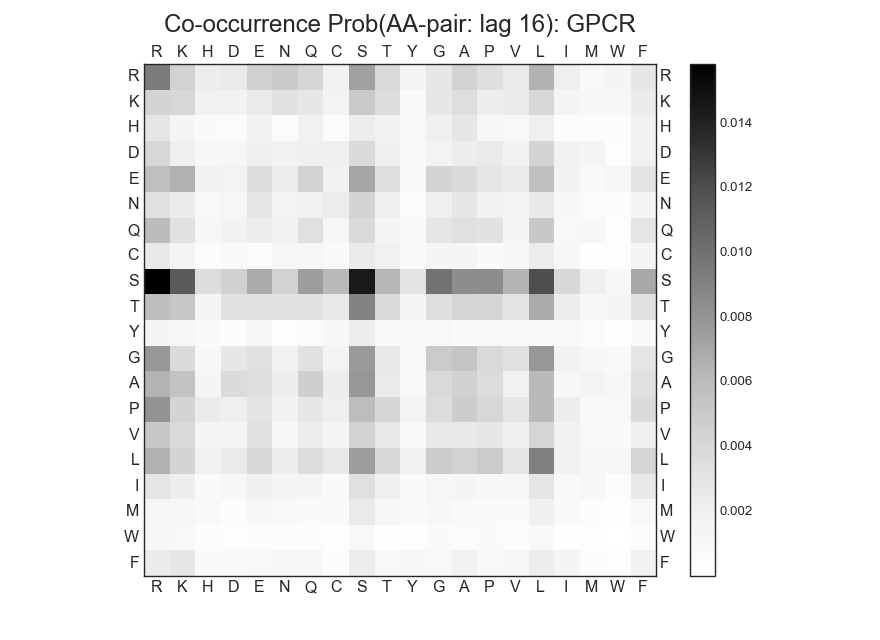 Co-occurrence Prob(AA-pair: lag 16): GPCR
R K H D E N Q C S T Y G A P V L I M W F
R R
K K
H H
D D
E E
N N
Q Q
C C
S S
T T
Y Y
G G
A A
P P
V V
L L
I I
M M
W W
F F
R K H D E N Q C S T Y G A P V L I M W F
0.014
0.012
0.010
0.008
0.006
0.004
0.002